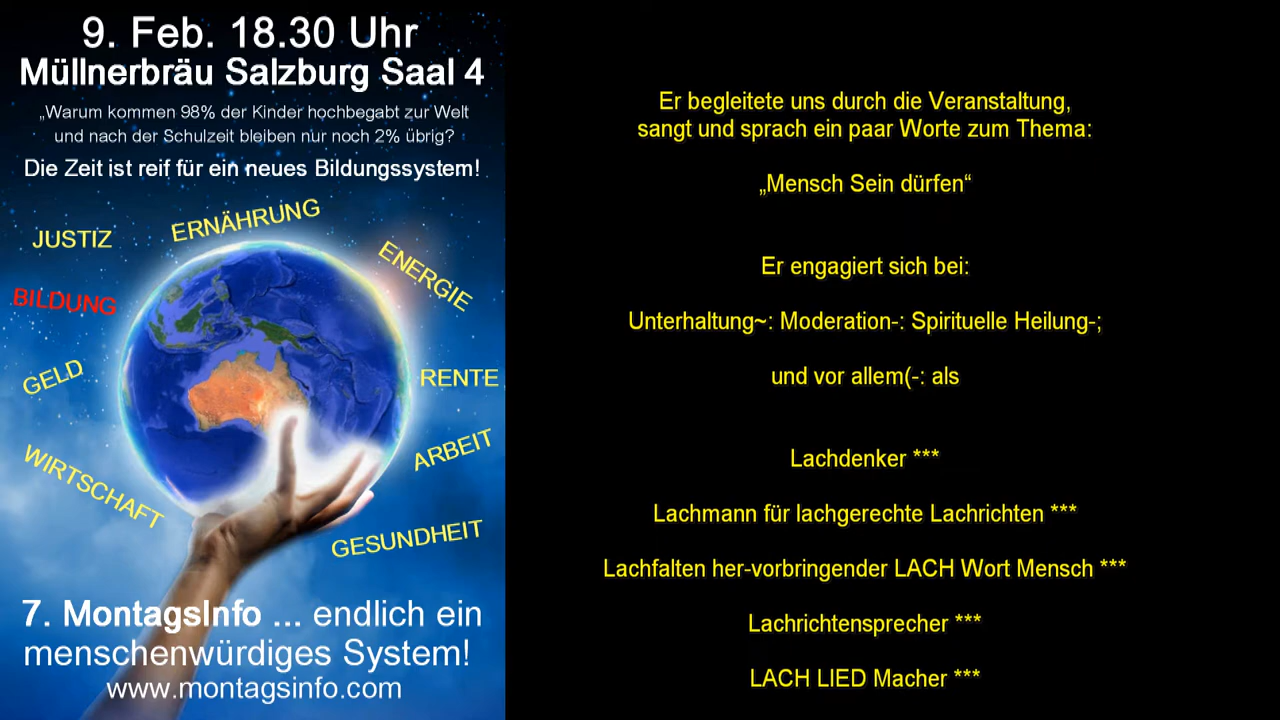 9. Feb. 18.30 Uhr
Müllnerbräu Salzburg Saal 4
„Warum kommen 98% der Kinder hochbegabt zur Welt
und nach der Schulzeit bleiben nur noch 2% übrig?
Die Zeit ist reif für ein neues Bildungssystem!
ERNÄHRUNG
JUSTIZ
ENERGIE
BILDUNG
GELD
RENTE
WIRTSCHAFT
ARBEIT
GESUNDHEIT
7. MontagsInfo ... endlich ein
menschenwürdiges System!
www.montagsinfo.com
Er begleitete uns durch die Veranstaltung,
sangt und sprach ein paar Worte zum Thema:
„Mensch Sein dürfen“
Er engagiert sich bei:
Unterhaltung~: Moderation-: Spirituelle Heilung-;
und vor allem(-: als
Lachdenker ***
Lachmann für lachgerechte Lachrichten ***
Lachfalten her-vorbringender LACH Wort Mensch ***
Lachrichtensprecher ***
LACH LIED Macher ***